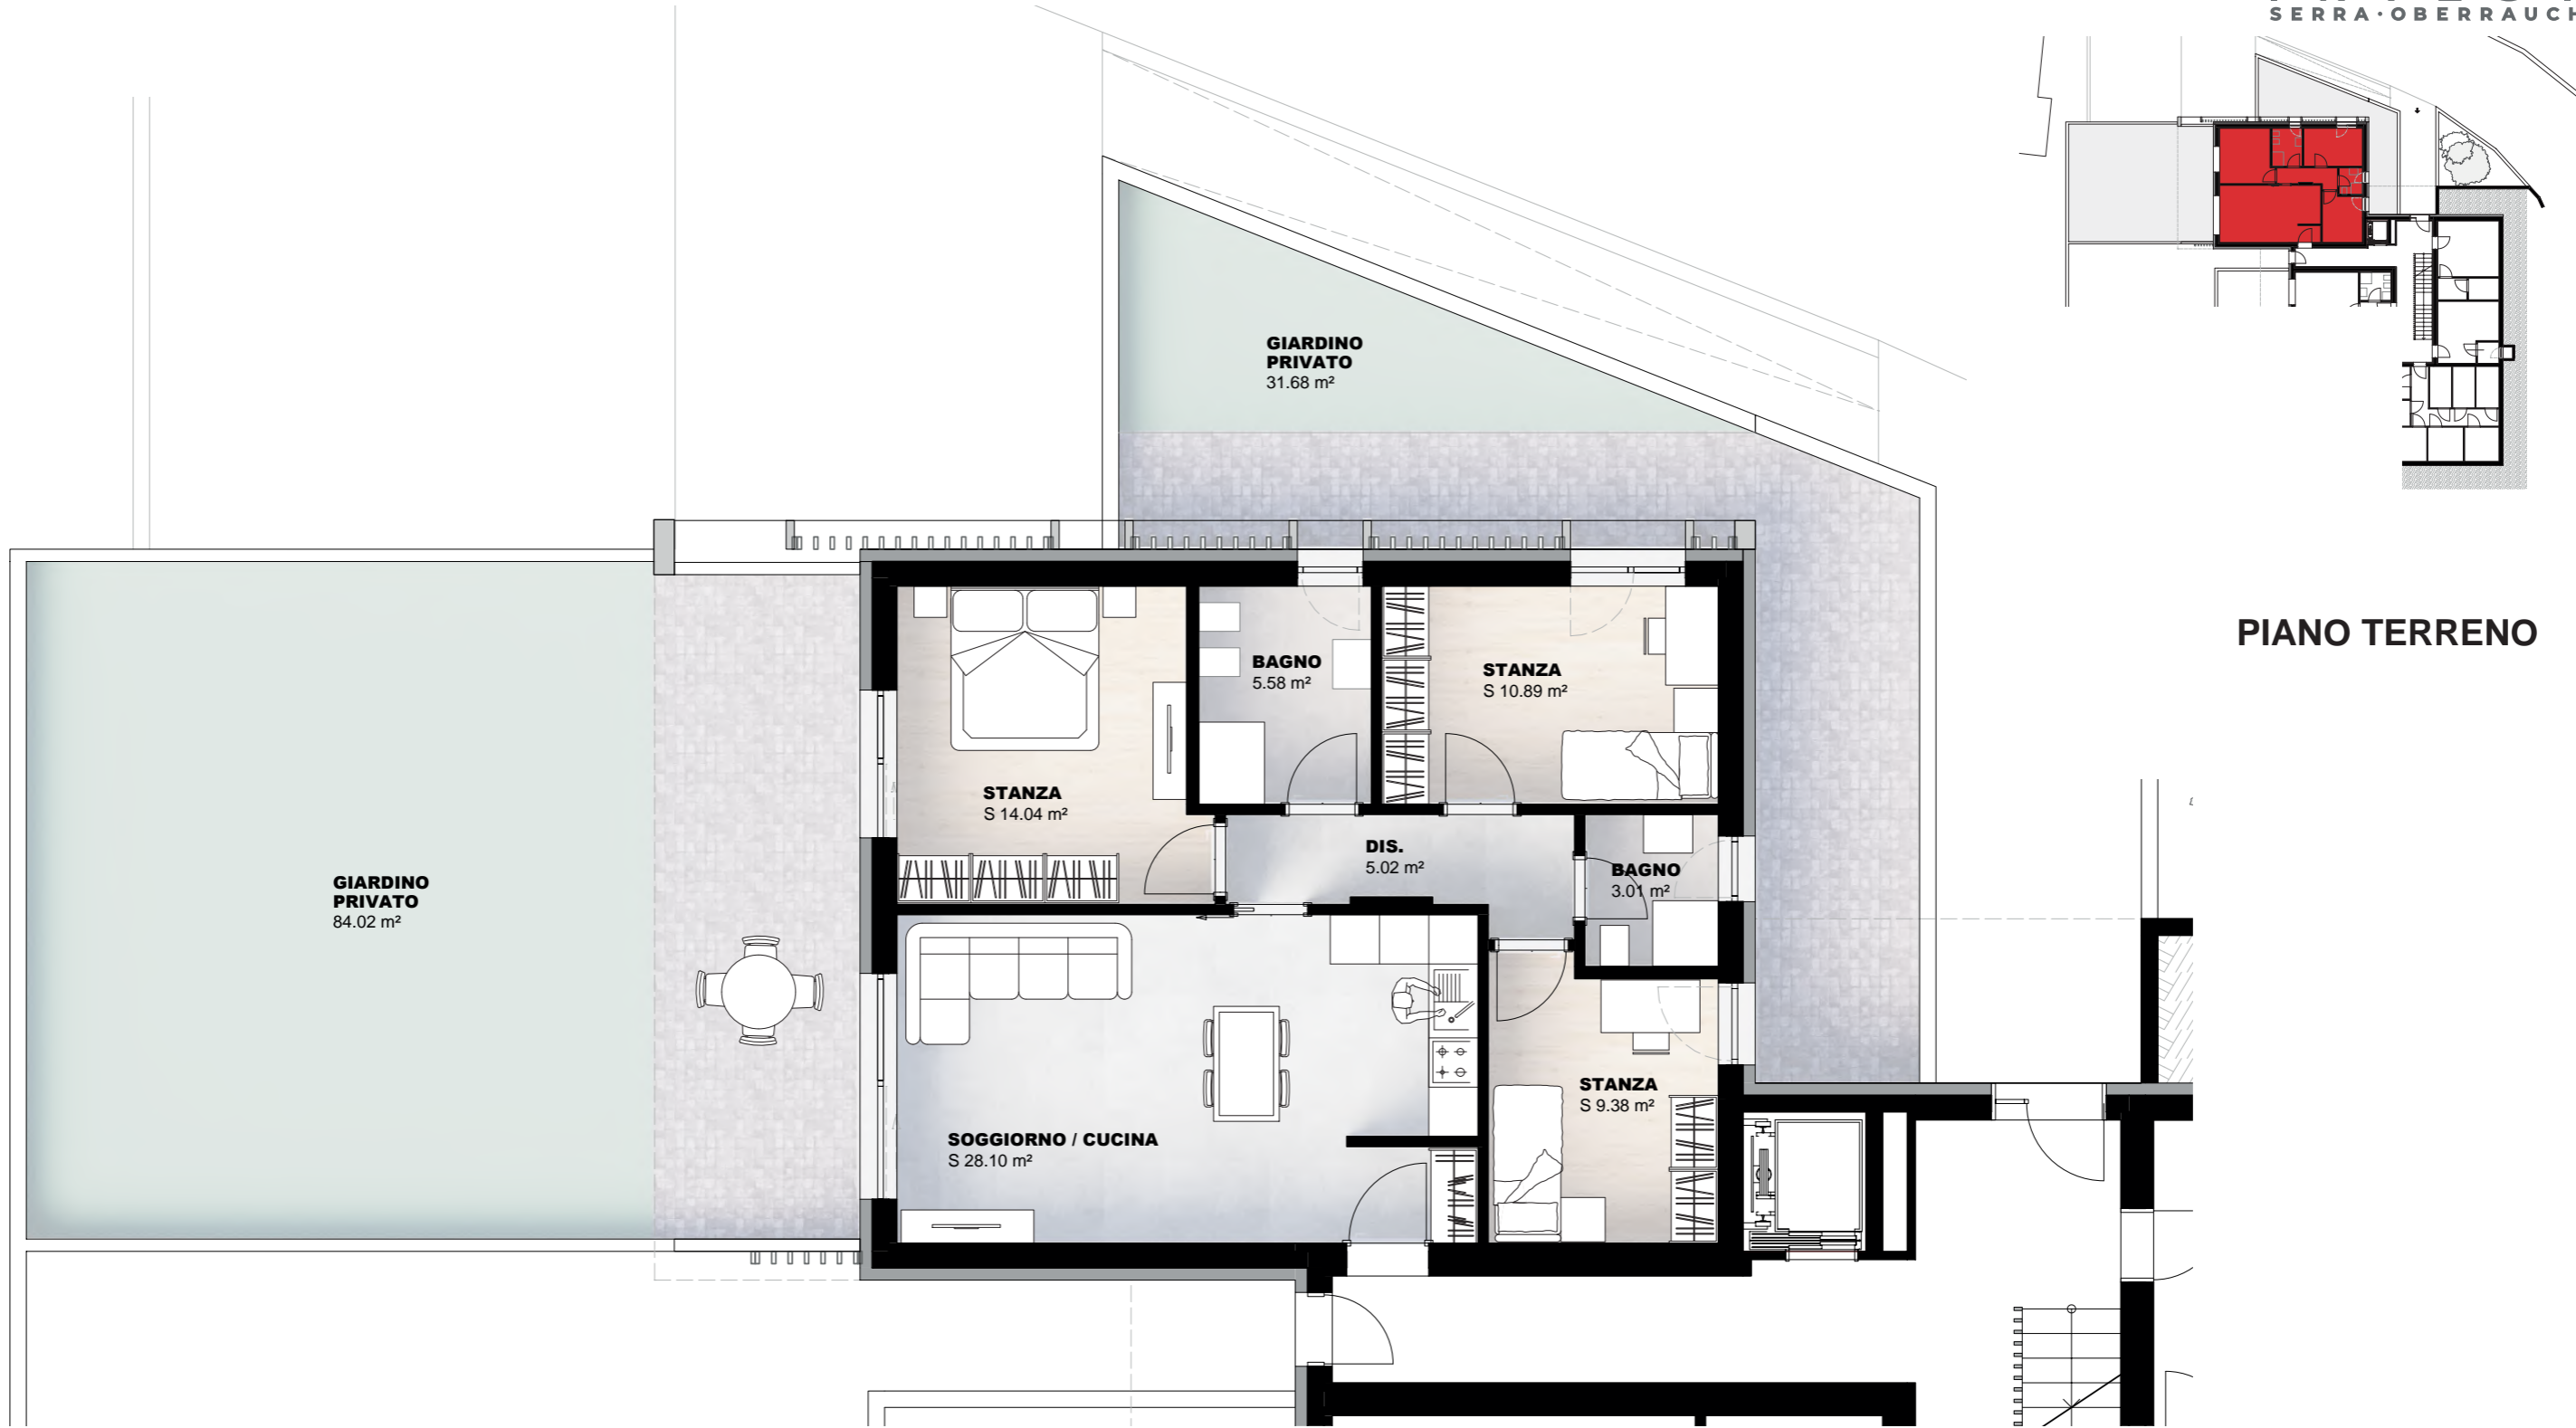 SERRA·OBERRAUCH
GIARDINO
PRIVATO
31.68 m²
PIANO TERRENO
BAGNO
5.58 m²
STANZA
S 10.89 m²
STANZA
S 14.04 m²
DIS.
5.02 m²
BAGNO
3.01 m²
GIARDINO
PRIVATO
84.02 m²
STANZA
S 9.38 m²
SOGGIORNO / CUCINA
S 28.10 m²